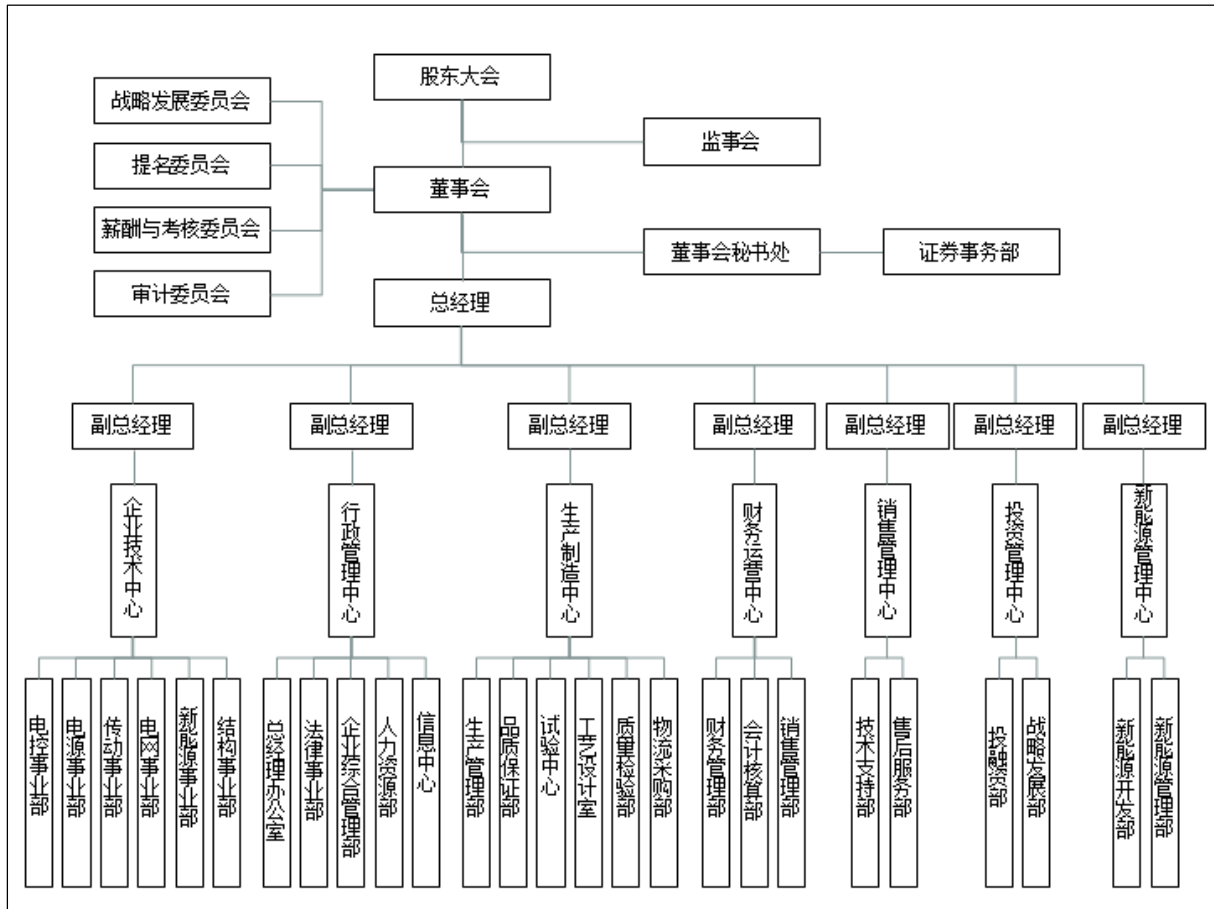 股东大会
战略发展委员会
监事会
提名委员会
董事会
薪酬与考核委员会
董事会秘书处
证券事务部
审计委员会
总经理
副总经理
副总经理
副总经理
副总经理
副总经理
副总经理
副总经理
企业技术中心
行政管理中心
生产制造中心
财务运营中心
销售管理中心
投资管理中心
新能源管理中心
电控事业部
电源事业部
传动事业部
电网事业部
新能源事业部
结构事业部
总经理办公室
法律事业部
企业综合管理部
人力资源部
信息中心
生产管理部
品质保证部
试验中心
工艺设计室
质量检验部
物流采购部
财务管理部
会计核算部
销售管理部
技术支持部
售后服务部
投融资部
战略发展部
新能源开发部
新能源管理部